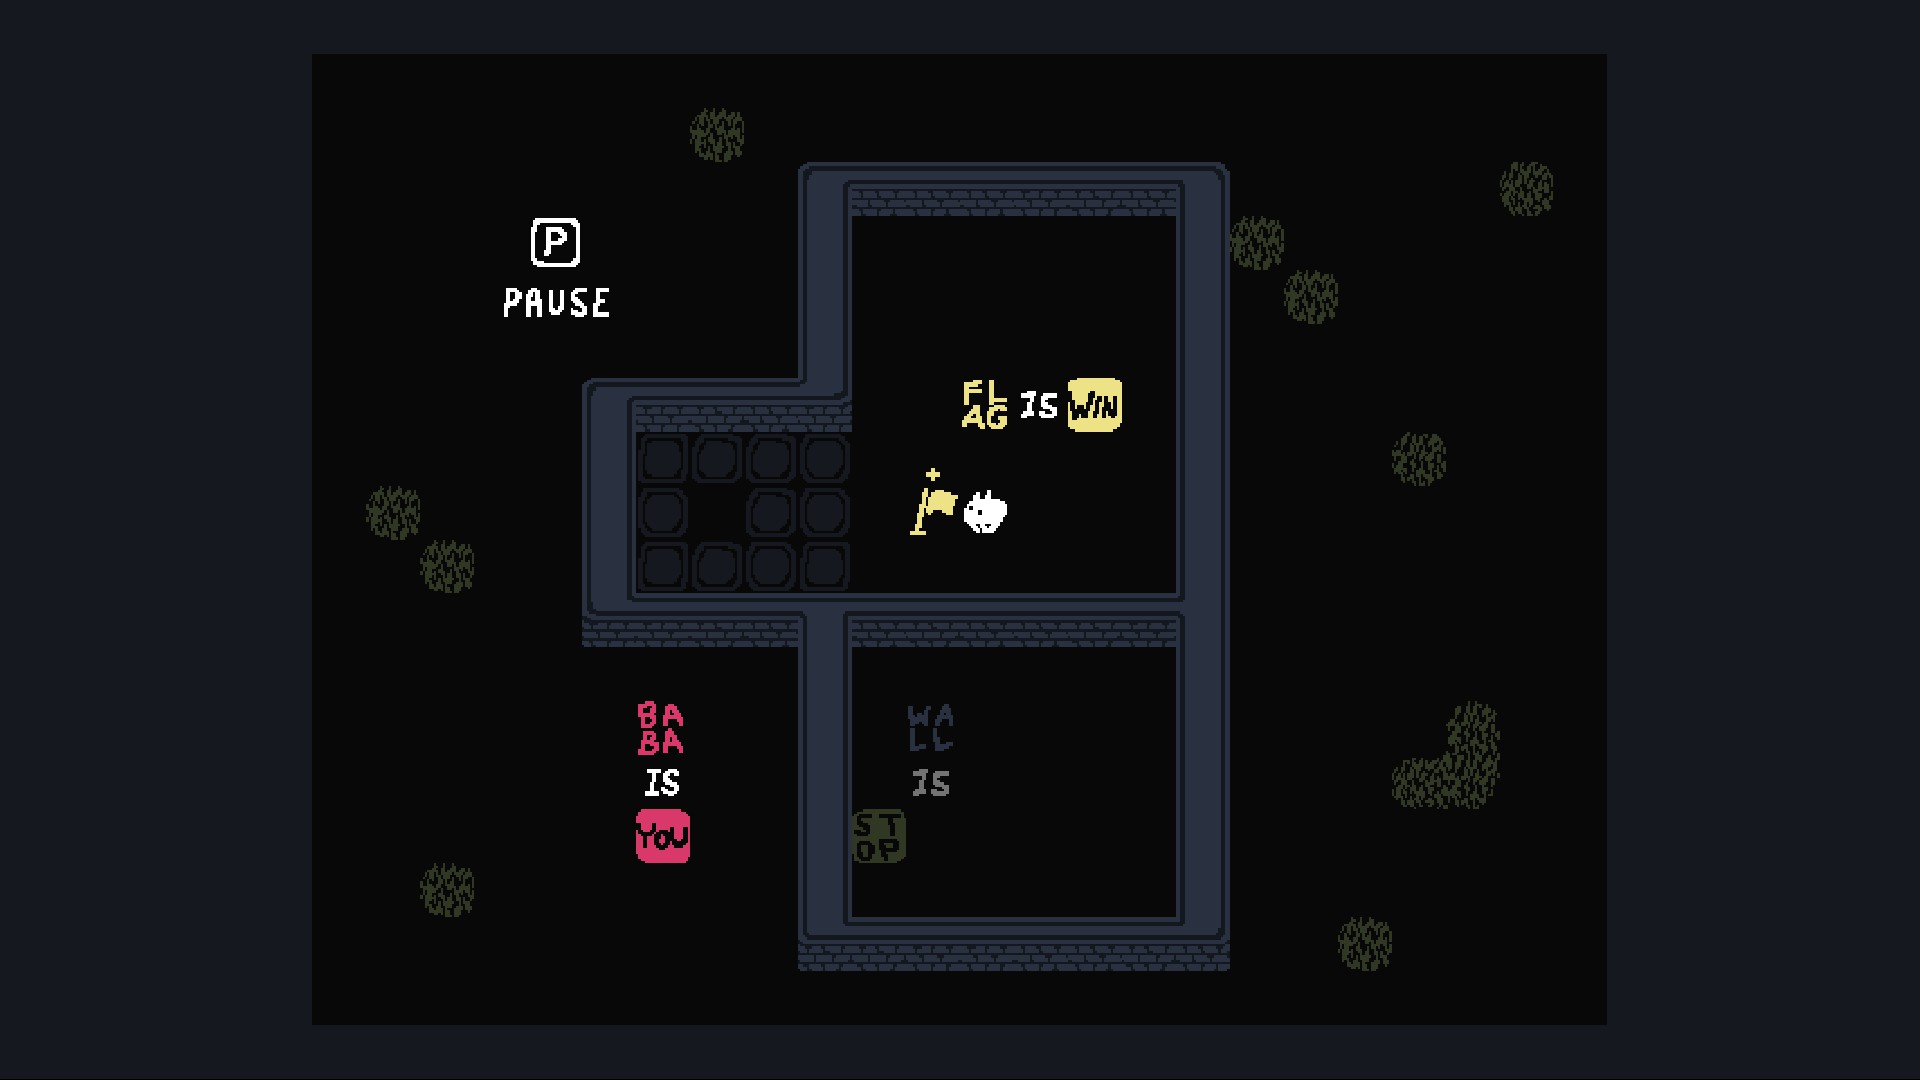 P
PAUSE
FLAG IS WIN
BABA
IS
YOU
WALL
IS
STOP